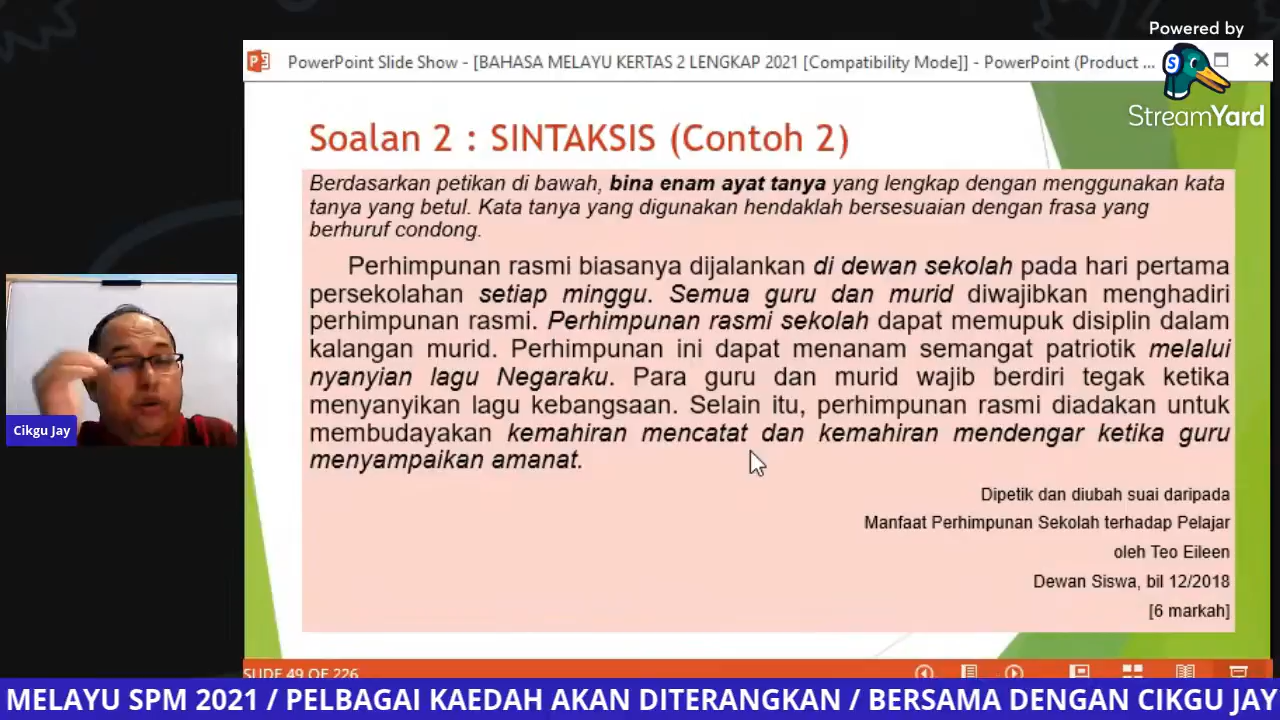 Powered by
StreamYard
PowerPoint Slide Show - [BAHASA MELAYU KERTAS 2 LENGKAP 2021 [Compatibility Mode]] - PowerPoint (Product ...
Soalan 2 : SINTAKSIS (Contoh 2)
Berdasarkan petikan di bawah, bina enam ayat tanya yang lengkap dengan menggunakan kata
tanya yang betul. Kata tanya yang digunakan hendaklah bersesuaian dengan frasa yang
berhuruf condong.
Perhimpunan rasmi biasanya dijalankan di dewan sekolah pada hari pertama
persekolahan setiap minggu. Semua guru dan murid diwajibkan menghadiri
perhimpunan rasmi. Perhimpunan rasmi sekolah dapat memupuk disiplin dalam
kalangan murid. Perhimpunan ini dapat menanam semangat patriotik melalui
nyanyian lagu Negaraku. Para guru dan murid wajib berdiri tegak ketika
menyanyikan lagu kebangsaan. Selain itu, perhimpunan rasmi diadakan untuk
membudayakan kemahiran mencatat dan kemahiran mendengar ketika guru
menyampaikan amanat.
Dipetik dan diubah suai daripada
Manfaat Perhimpunan Sekolah terhadap Pelajar
oleh Teo Eileen
Dewan Siswa, bil 12/2018
[6 markah]
Cikgu Jay
SLIDE 49 OF 226
MELAYU SPM 2021 / PELBAGAI KAEDAH AKAN DITERANGKAN / BERSAMA DENGAN CIKGU JAY